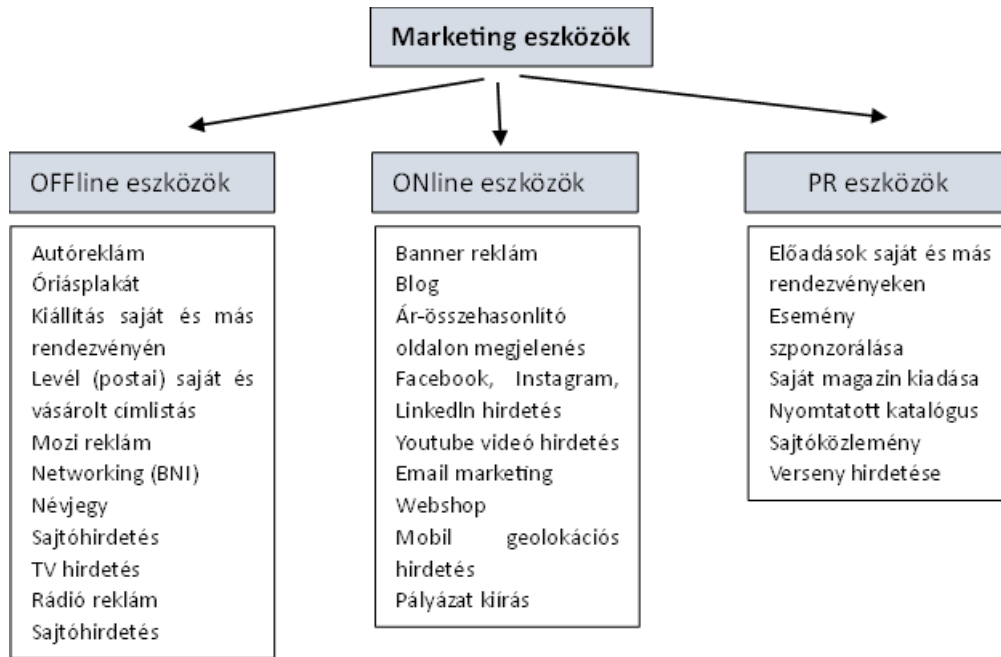 Marketing eszközök
OFFline eszközök
Autóreklám
Óriásplakát
Kiállítás saját és más
rendezvényén
Levél (postai) saját és
vásárolt címlistás
Mozi reklám
Networking (BNI)
Névjegy
Sajtóhirdetés
TV hirdetés
Rádió reklám
Sajtóhirdetés
ONline eszközök
Banner reklám
Blog
Ár-összehasonlító
oldalon megjelenés
Facebook, Instagram,
LinkedIn hirdetés
Youtube videó hirdetés
Email marketing
Webshop
Mobil geolokációs
hirdetés
Pályázat kiírás
PR eszközök
Előadások saját és más
rendezvényeken
Esemény
szponzorálása
Saját magazin kiadása
Nyomtatott katalógus
Sajtóközlemény
Verseny hirdetése